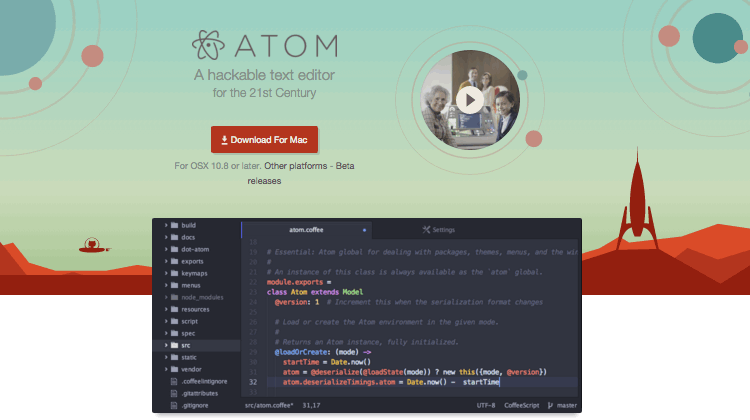 ATOM
A hackable text editor
for the 21st Century
Download For Mac
For OSX 10.8 or later. Other platforms - Beta
releases
build
docs
dot-atom
exports
keymaps
menus
node_modules
resources
script
spec
src
static
vendor
.coffeelintignore
.gitattributes
.gitignore
atom.coffee
Settings
18
19 # Essential: Atom global for dealing with packages, themes, menus, and the wi
20 #
21 # An instance of this class is always available as the `atom` global.
22 module.exports =
23 class Atom extends Model
24 @version: 1 # Increment this when the serialization format changes
25
26 # Load or create the Atom environment in the given mode.
27 #
28 # Returns an Atom instance, fully initialized.
29 @loadOrCreate: (mode) ->
30 startTime = Date.now()
31 atom = @deserialize(@loadState(mode)) ? new this({mode, @version})
32 atom.deserializeTimings.atom = Date.now() - startTime
src/atom.coffee* 31,17
UTF-8 CoffeeScript master